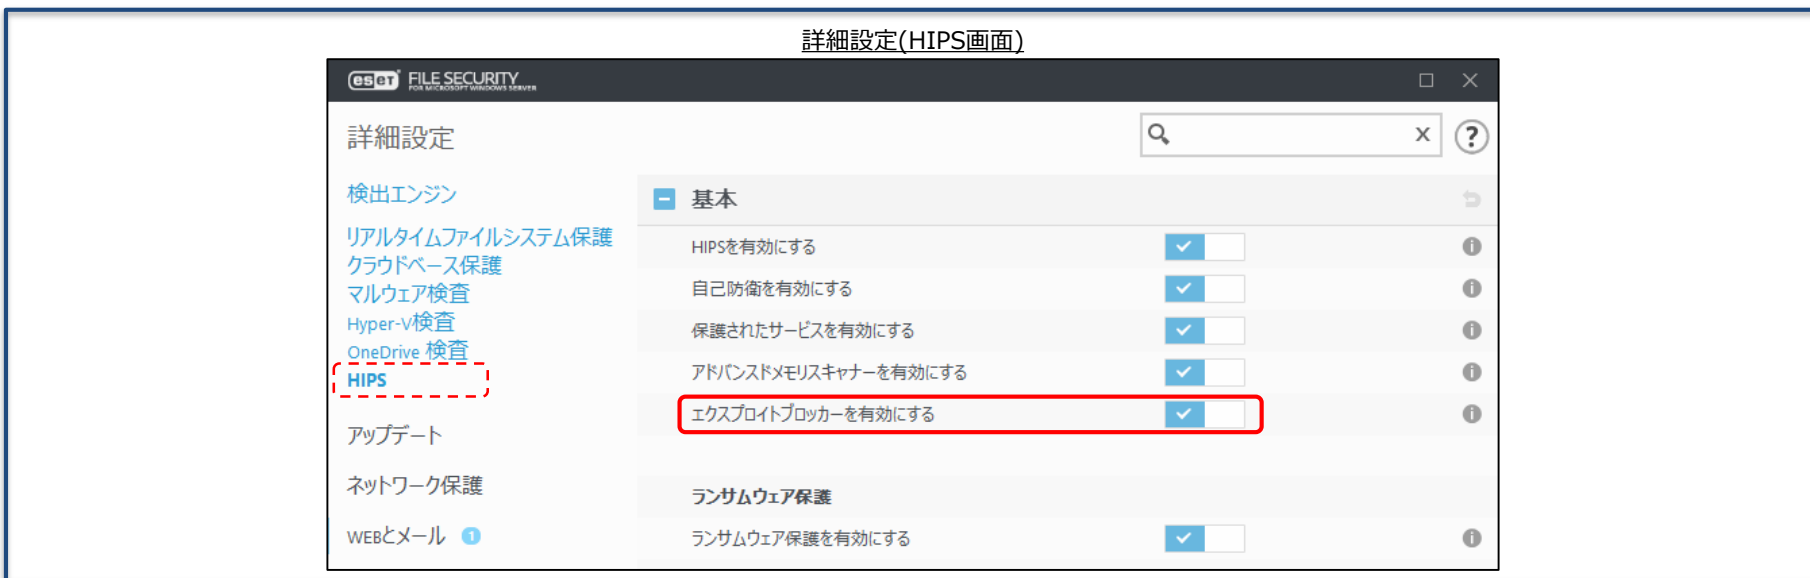 詳細設定(HIPS画面)
eset FILE SECURITY
FOR MICROSOFT WINDOWS SERVER
詳細設定
x
?
検出エンジン
リアルタイムファイルシステム保護
クラウドベース保護
マルウェア検査
Hyper-V検査
OneDrive 検査
HIPS
アップデート
ネットワーク保護
WEBとメール 1
基本
HIPSを有効にする
自己防衛を有効にする
保護されたサービスを有効にする
アドバンスドメモリスキャナーを有効にする
エクスプロイトブロッカーを有効にする
ランサムウェア保護
ランサムウェア保護を有効にする